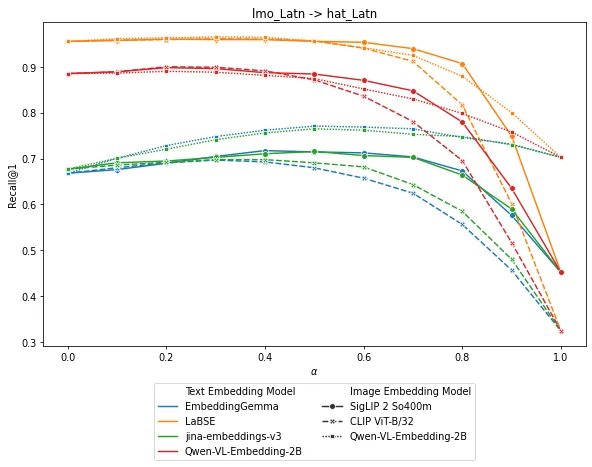 lmo_Latn -> hat_Latn
Recall@1
0.9
0.8
0.7
0.6
0.5
0.4
0.3
0.0 0.2 0.4 0.6 0.8 1.0
α
Text Embedding Model Image Embedding Model
EmbeddingGemma SigLIP 2 So400m
LaBSE CLIP ViT-B/32
jina-embeddings-v3 Qwen-VL-Embedding-2B
Qwen-VL-Embedding-2B